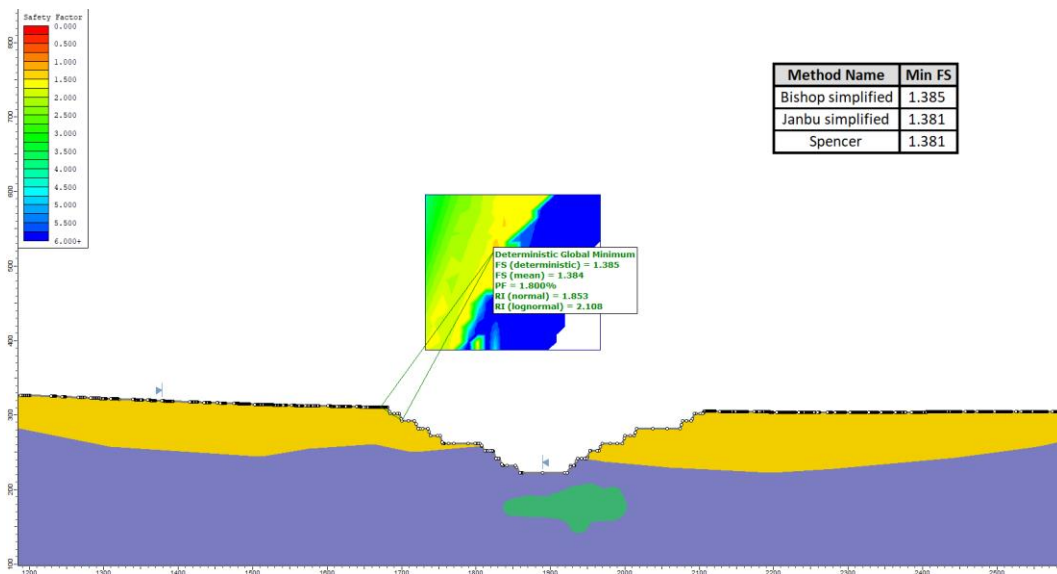 Safety Factor
0.000
0.500
1.000
1.500
2.000
2.500
3.000
3.500
4.000
4.500
5.000
5.500
6.000+
Method Name Min FS
Bishop simplified 1.385
Janbu simplified 1.381
Spencer 1.381
Deterministic Global Minimum
FS (deterministic) = 1.385
FS (mean) = 1.384
PF = 1.800%
RI (normal) = 1.853
RI (lognormal) = 2.108
800
700
600
500
400
300
200
100
1200 1300 1400 1500 1600 1700 1800 1900 2000 2100 2200 2300 2400 2500